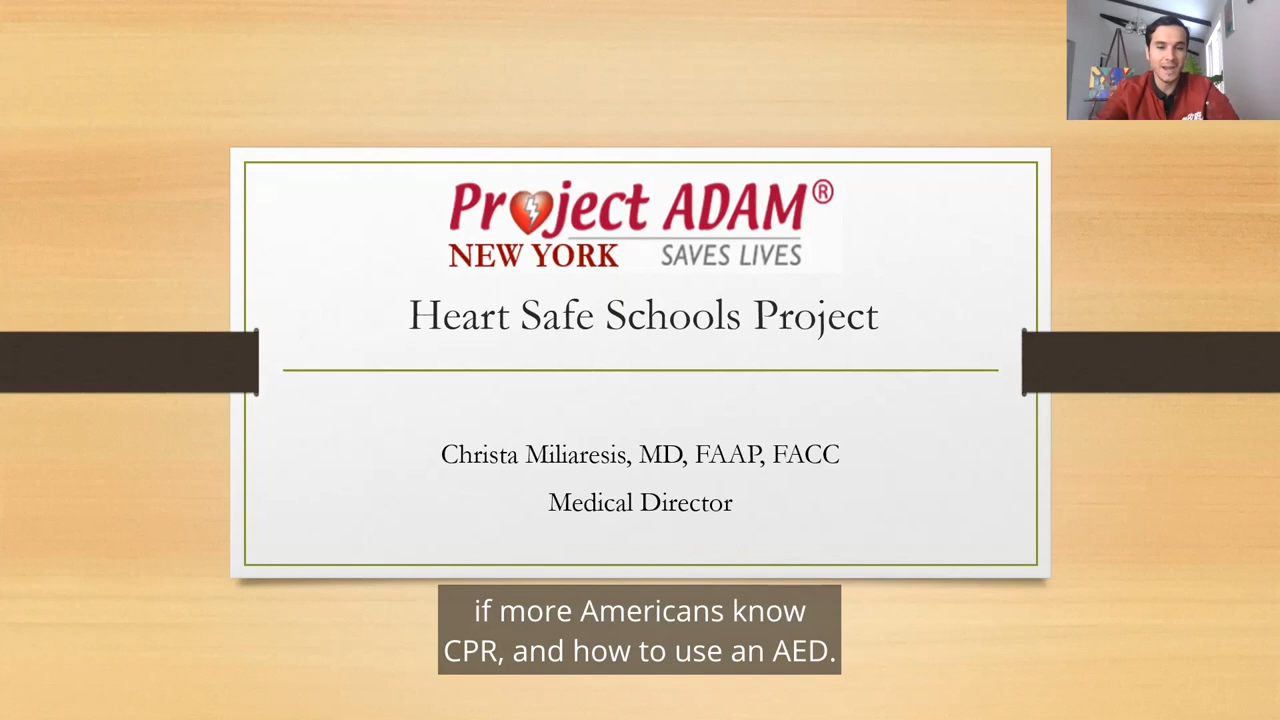 Project ADAM®
NEW YORK SAVES LIVES
Heart Safe Schools Project
Christa Miliaresis, MD, FAAP, FACC
Medical Director
if more Americans know
CPR, and how to use an AED.